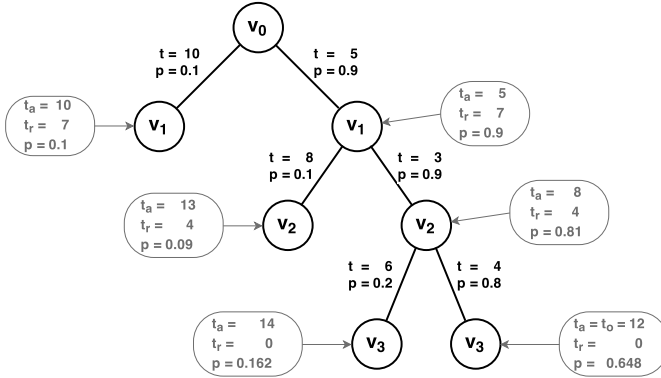 v0
t = 10
p = 0.1
t = 5
p = 0.9
ta = 10
tr = 7
p = 0.1
v1
v1
ta = 5
tr = 7
p = 0.9
t = 8
p = 0.1
t = 3
p = 0.9
ta = 13
tr = 4
p = 0.09
v2
v2
ta = 8
tr = 4
p = 0.81
t = 6
p = 0.2
t = 4
p = 0.8
ta = 14
tr = 0
p = 0.162
v3
v3
ta = to = 12
tr = 0
p = 0.648